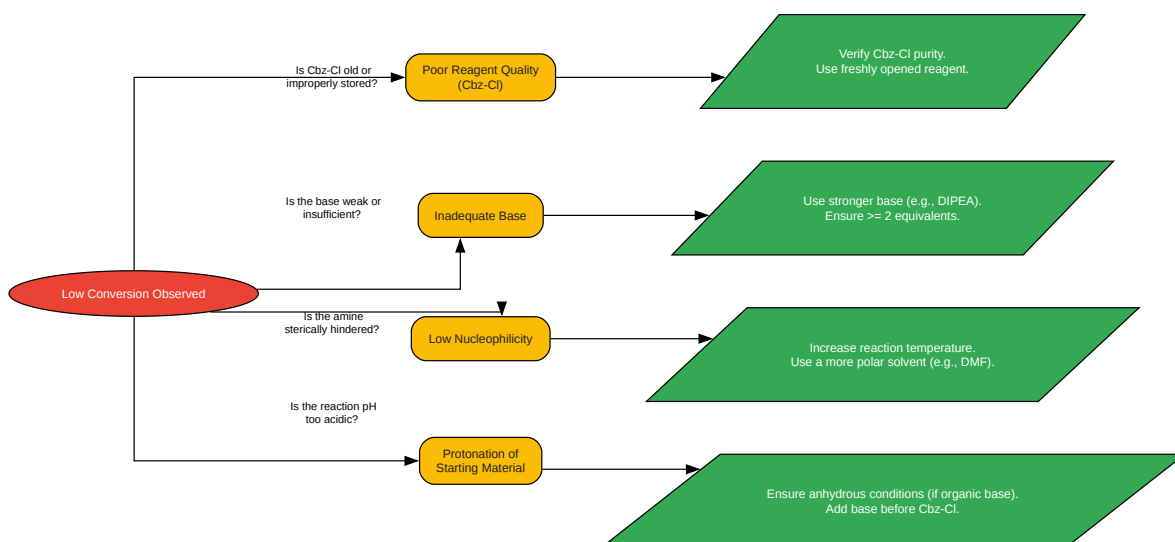 Is Cbz-Cl old or
improperly stored?
Poor Reagent Quality
(Cbz-Cl)
Verify Cbz-Cl purity.
Use freshly opened reagent.
Is the base weak or
insufficient?
Inadequate Base
Use stronger base (e.g., DIPEA).
Ensure >= 2 equivalents.
Low Conversion Observed
Is the amine
sterically hindered?
Low Nucleophilicity
Increase reaction temperature.
Use a more polar solvent (e.g., DMF).
Is the reaction pH
too acidic?
Protonation of
Starting Material
Ensure anhydrous conditions (if organic base).
Add base before Cbz-Cl.